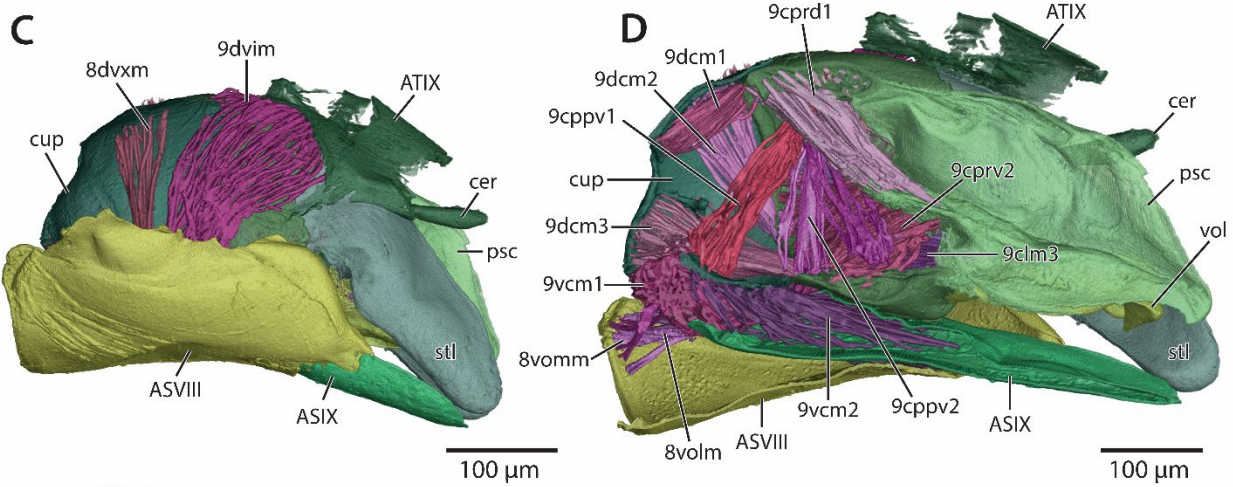 C
9dvim
8dvxm
ATIX
cup
cer
psc
stl
ASVIII
ASIX
100 µm
D
9cprd1
ATIX
9dcm1
9dcm2
cer
9cppv1
9cprv2
psc
cup
vol
9dcm3
9clm3
9vcm1
stl
8vomm
9vcm2
9cppv2
ASIX
ASVIII
8volm
100 µm